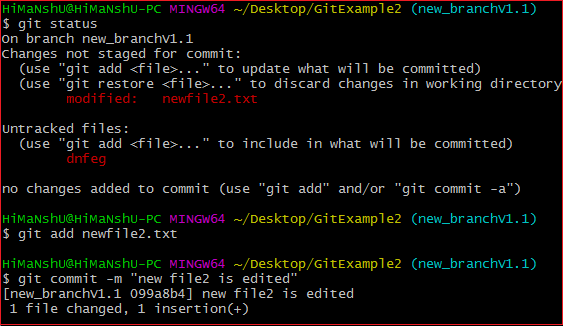 HiMaNshU@HiMaNshU-PC MINGW64 ~/Desktop/GitExample2 (new_branchv1.1)
$ git status
On branch new_branchv1.1
Changes not staged for commit:
  (use "git add <file>..." to update what will be committed)
  (use "git restore <file>..." to discard changes in working directory
        modified:   newfile2.txt

Untracked files:
  (use "git add <file>..." to include in what will be committed)
        dnfeg

no changes added to commit (use "git add" and/or "git commit -a")

HiMaNshU@HiMaNshU-PC MINGW64 ~/Desktop/GitExample2 (new_branchv1.1)
$ git add newfile2.txt

HiMaNshU@HiMaNshU-PC MINGW64 ~/Desktop/GitExample2 (new_branchv1.1)
$ git commit -m "new file2 is edited"
[new_branchv1.1 099a8b4] new file2 is edited
 1 file changed, 1 insertion(+)